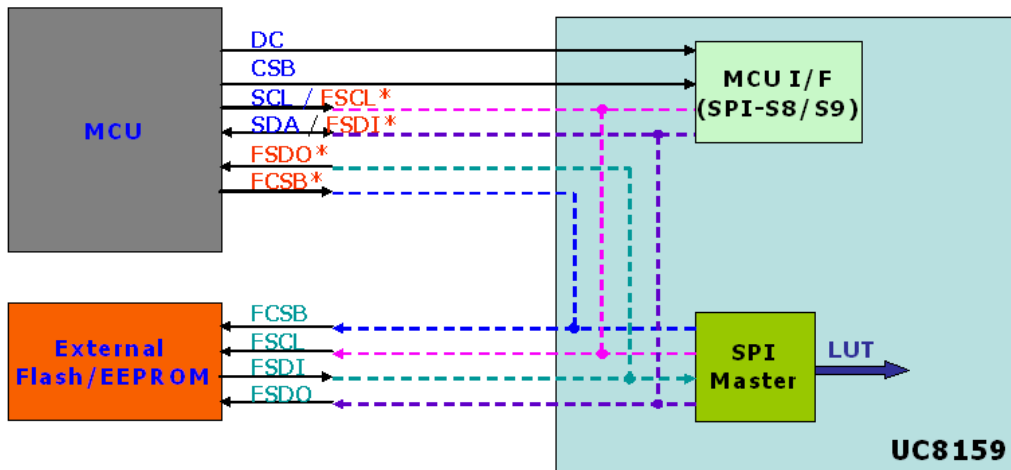 MCU
DC
CSB
SCL / FSCL*
SDA / FSDI*
FSDO*
FCSB*
MCU I/F
(SPI-S8/S9)
External
Flash/EEPROM
FCSB
FSCL
FSDI
FSDO
SPI
Master
LUT
UC8159